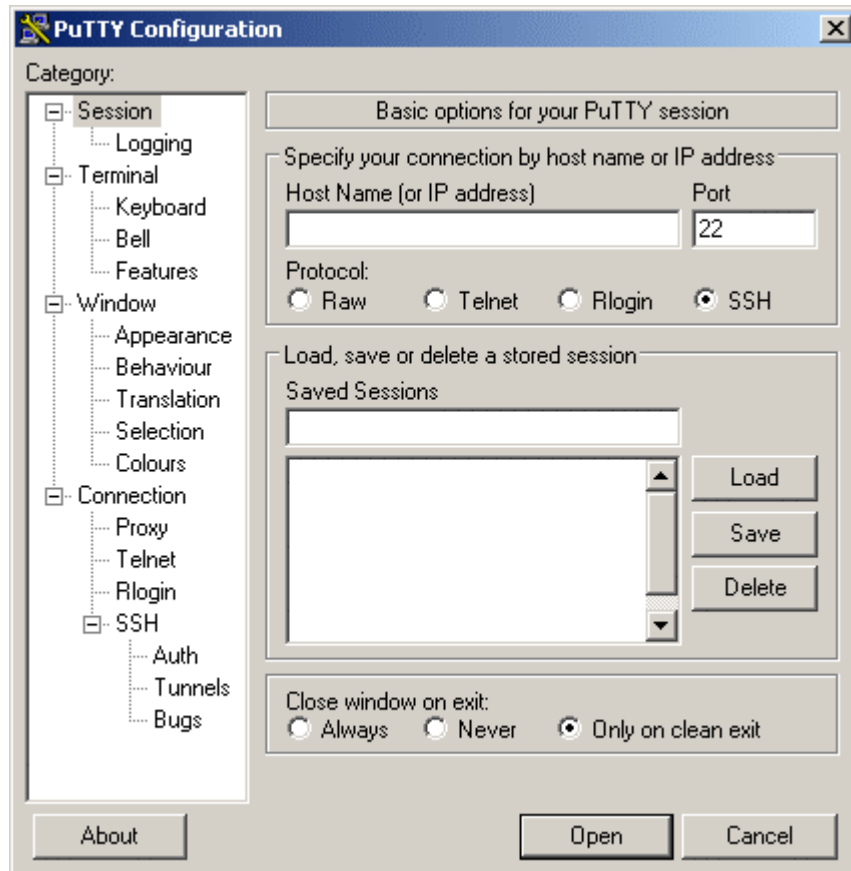 PuTTY Configuration
Category:
Session
Logging
Terminal
Keyboard
Bell
Features
Window
Appearance
Behaviour
Translation
Selection
Colours
Connection
Proxy
Telnet
Rlogin
SSH
Auth
Tunnels
Bugs
Basic options for your PuTTY session
Specify your connection by host name or IP address
Host Name (or IP address) Port
22
Protocol:
Raw Telnet Rlogin SSH
Load, save or delete a stored session
Saved Sessions
Load
Save
Delete
Close window on exit:
Always Never Only on clean exit
About Open Cancel